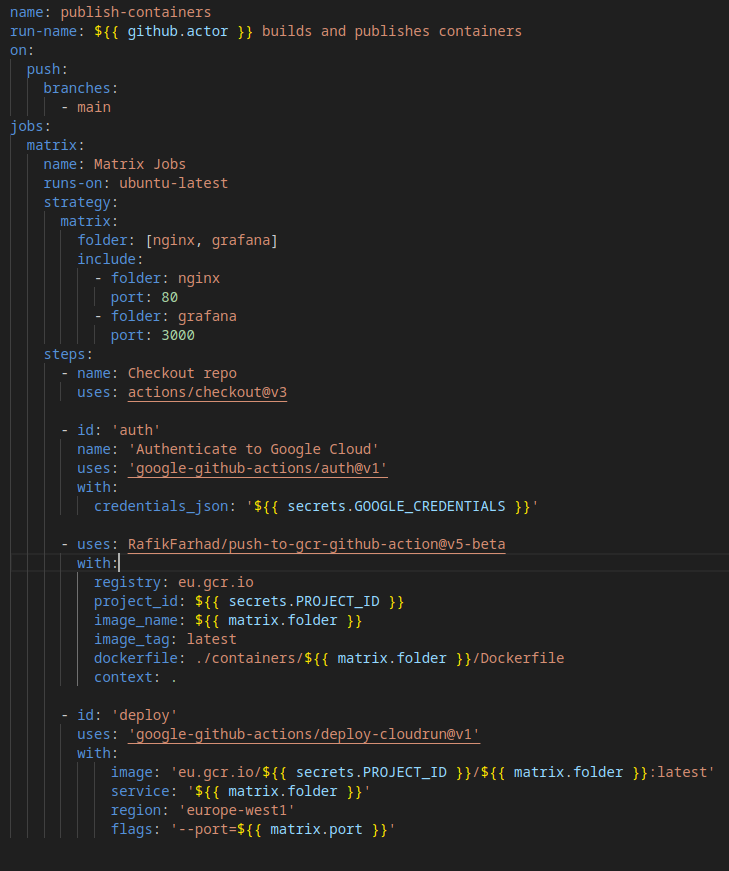 name: publish-containers
run-name: ${{ github.actor }} builds and publishes containers
on:
  push:
    branches:
      - main
jobs:
  matrix:
    name: Matrix Jobs
    runs-on: ubuntu-latest
    strategy:
      matrix:
        folder: [nginx, grafana]
        include:
          - folder: nginx
            port: 80
          - folder: grafana
            port: 3000
    steps:
      - name: Checkout repo
        uses: actions/checkout@v3

      - id: 'auth'
        name: 'Authenticate to Google Cloud'
        uses: 'google-github-actions/auth@v1'
        with:
          credentials_json: '${{ secrets.GOOGLE_CREDENTIALS }}'

      - uses: RafikFarhad/push-to-gcr-github-action@v5-beta
        with:
          registry: eu.gcr.io
          project_id: ${{ secrets.PROJECT_ID }}
          image_name: ${{ matrix.folder }}
          image_tag: latest
          dockerfile: ./containers/${{ matrix.folder }}/Dockerfile
          context: .

      - id: 'deploy'
        uses: 'google-github-actions/deploy-cloudrun@v1'
        with:
            image: 'eu.gcr.io/${{ secrets.PROJECT_ID }}/${{ matrix.folder }}:latest'
            service: '${{ matrix.folder }}'
            region: 'europe-west1'
            flags: '--port=${{ matrix.port }}'